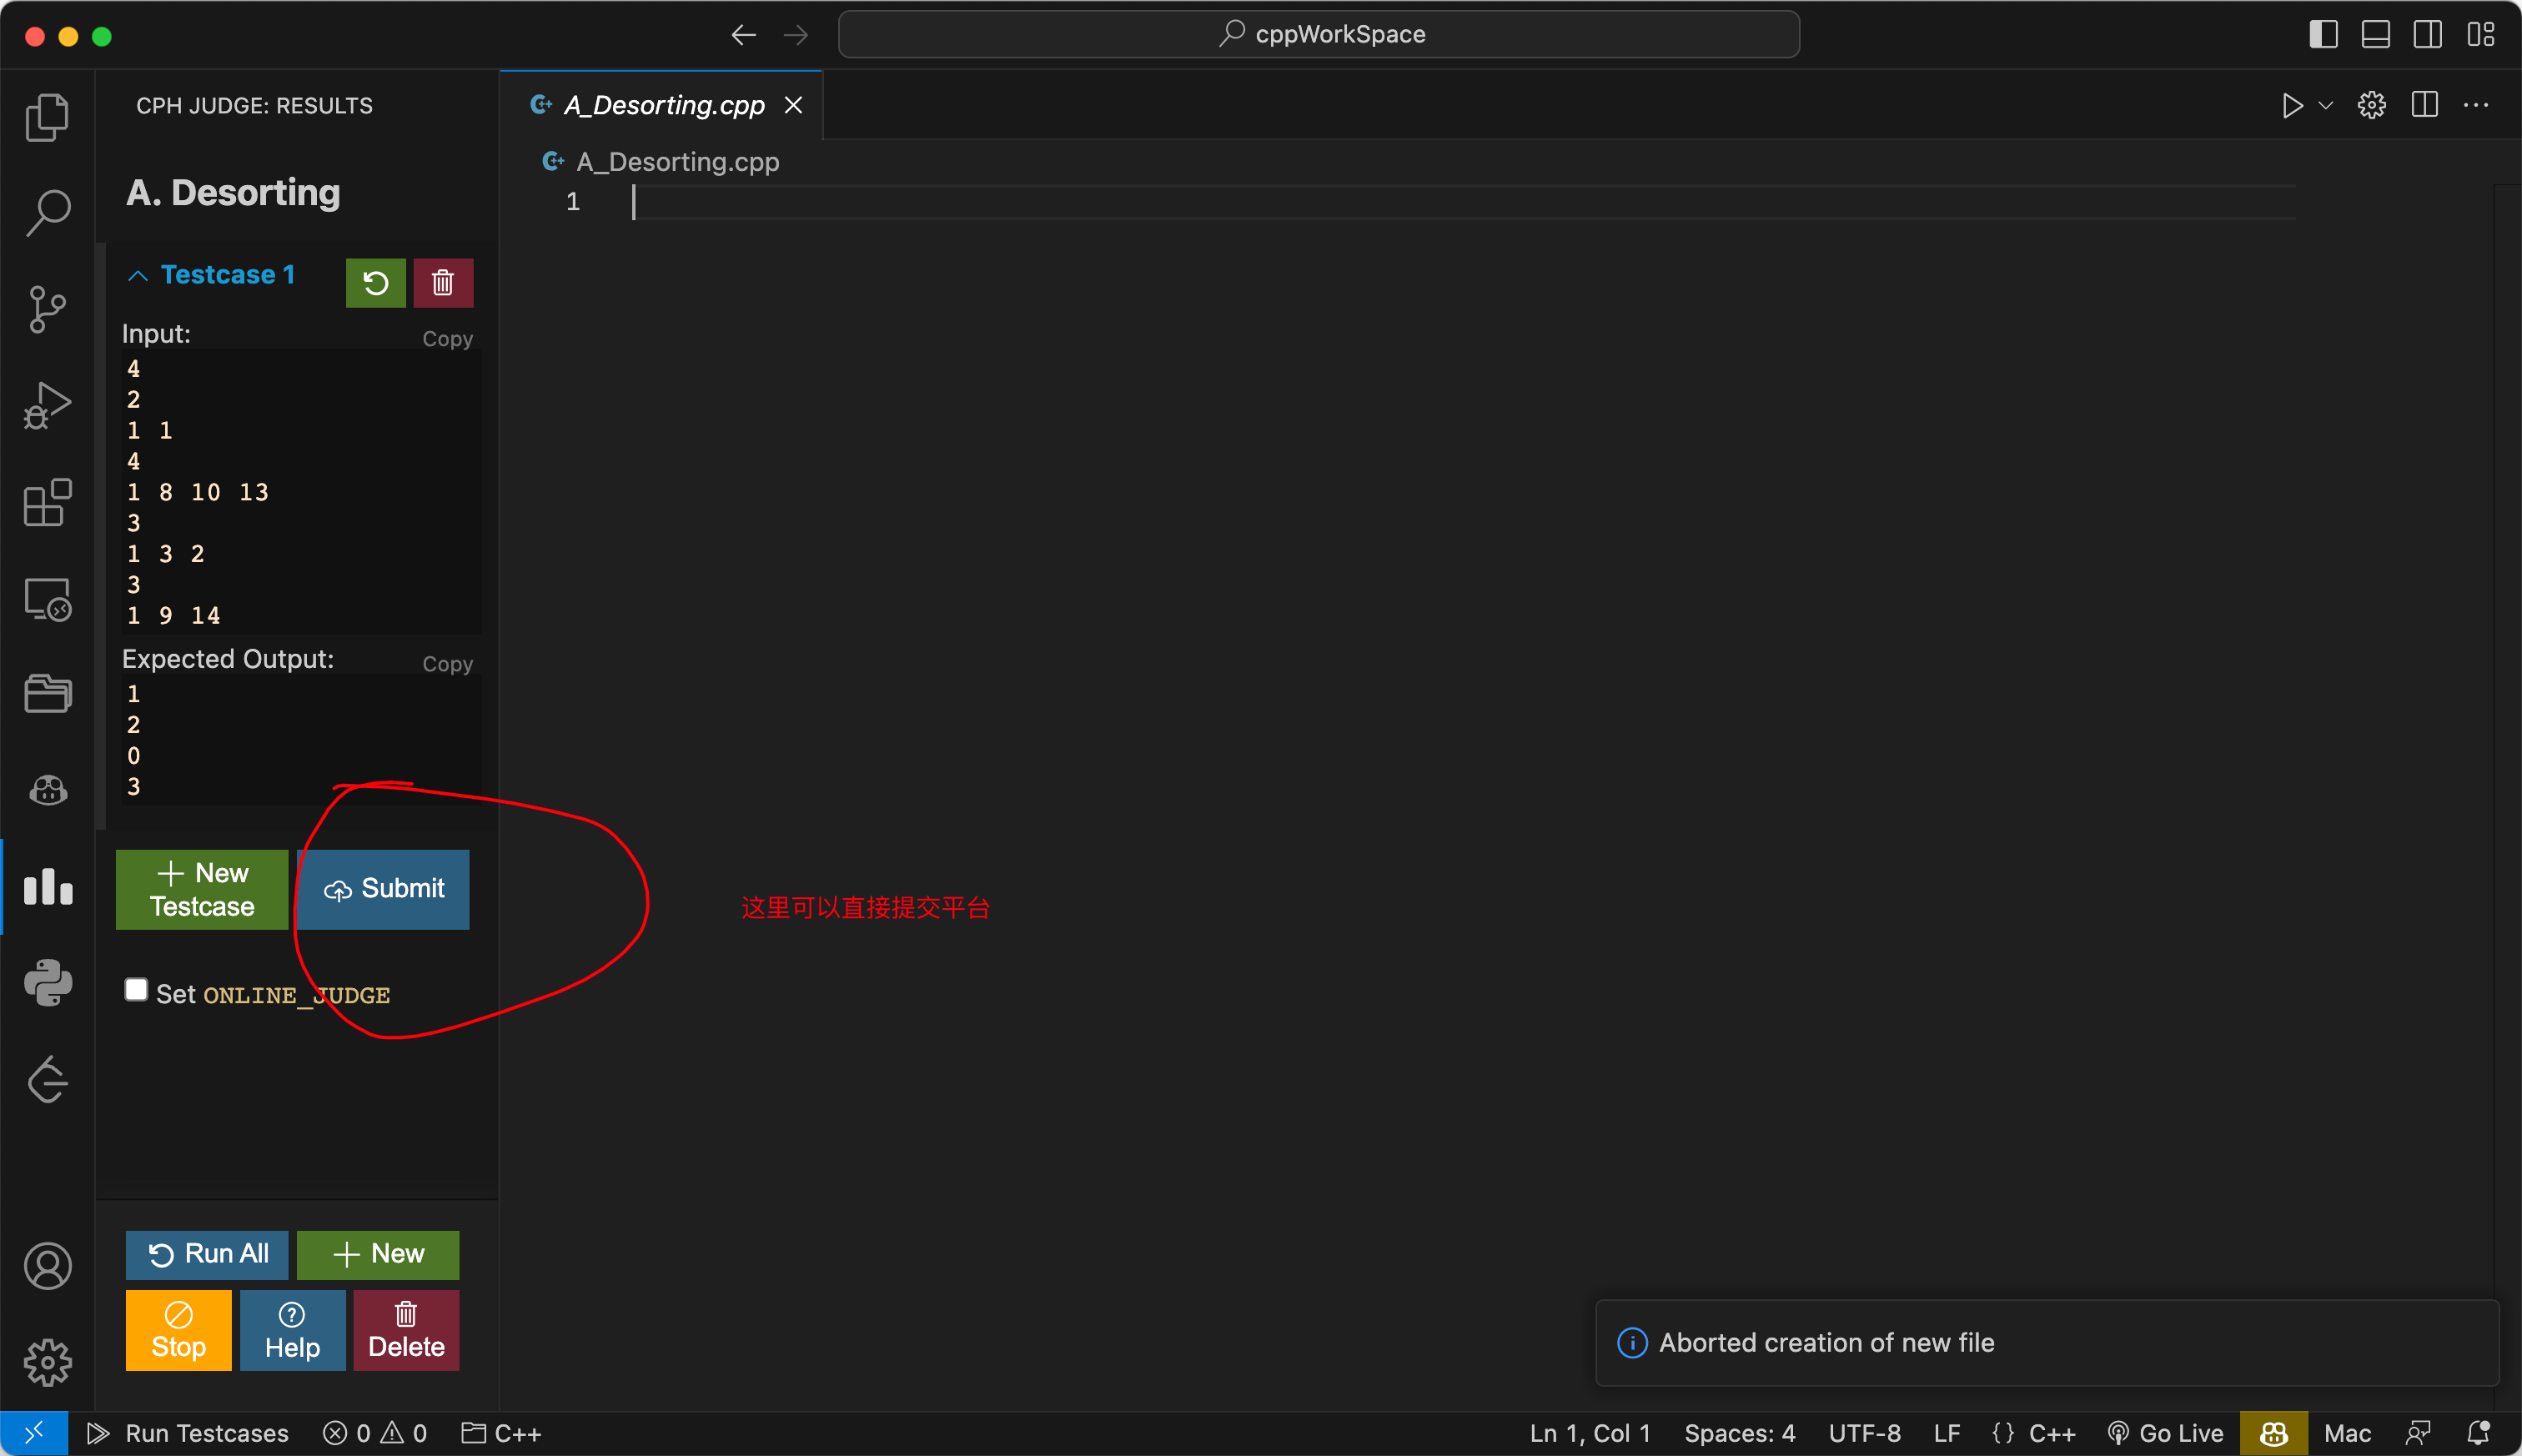 cppWorkSpace
CPH JUDGE: RESULTS
A_Desorting.cpp
A_Desorting.cpp
A. Desorting
1
Testcase 1
Input:
Copy
4
2
1 1
4
1 8 10 13
3
1 3 2
3
1 9 14
Expected Output:
Copy
1
2
0
3
New Testcase
Submit
这里可以直接提交平台
Set ONLINE_JUDGE
Run All
New
Stop
Help
Delete
Aborted creation of new file
Run Testcases
0
0
C++
Ln 1, Col 1
Spaces: 4
UTF-8
LF
{} C++
Go Live
Mac